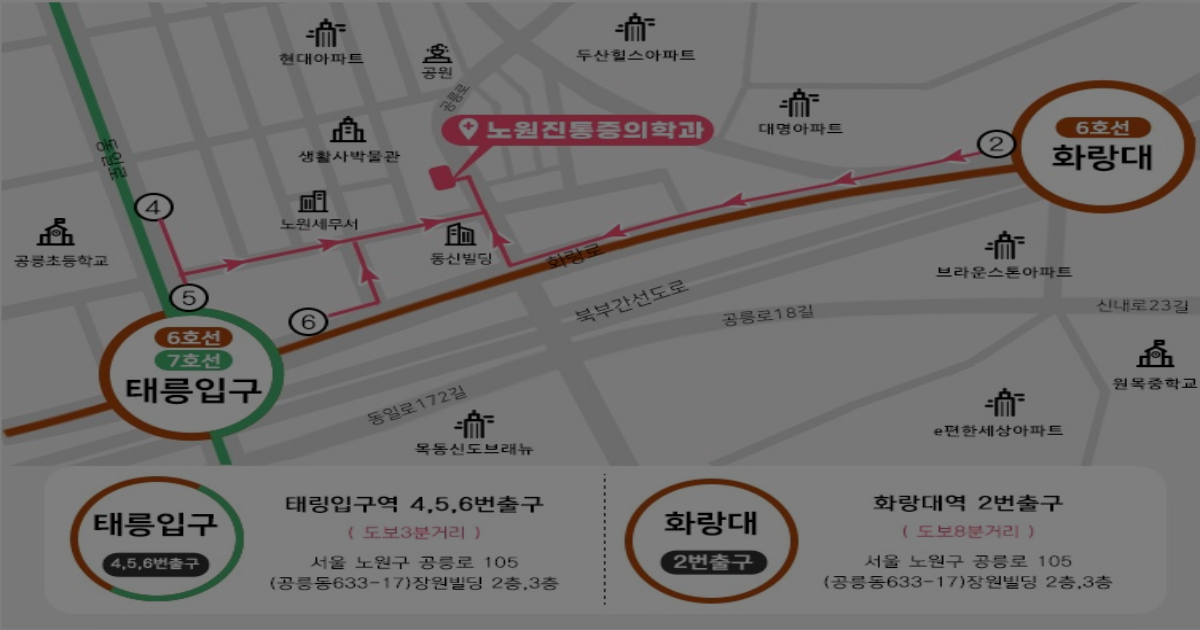 현대아파트
공원
두산힐스아파트
공릉로
대명아파트
6호선
화랑대
2
노원진통증의학과
생활사박물관
동일로
4
노원세무서
공릉초등학교
동신빌딩
화랑로
브라운스톤아파트
5
6
북부간선도로
공릉로18길
신내로23길
6호선
7호선
태릉입구
원묵중학교
동일로172길
목동신도브래뉴
e편한세상아파트
태릉입구
4,5,6번출구
태링입구역 4,5,6번출구
( 도보3분거리 )
서울 노원구 공릉로 105
(공릉동633-17)장원빌딩 2층,3층
화랑대
2번출구
화랑대역 2번출구
( 도보8분거리 )
서울 노원구 공릉로 105
(공릉동633-17)장원빌딩 2층,3층